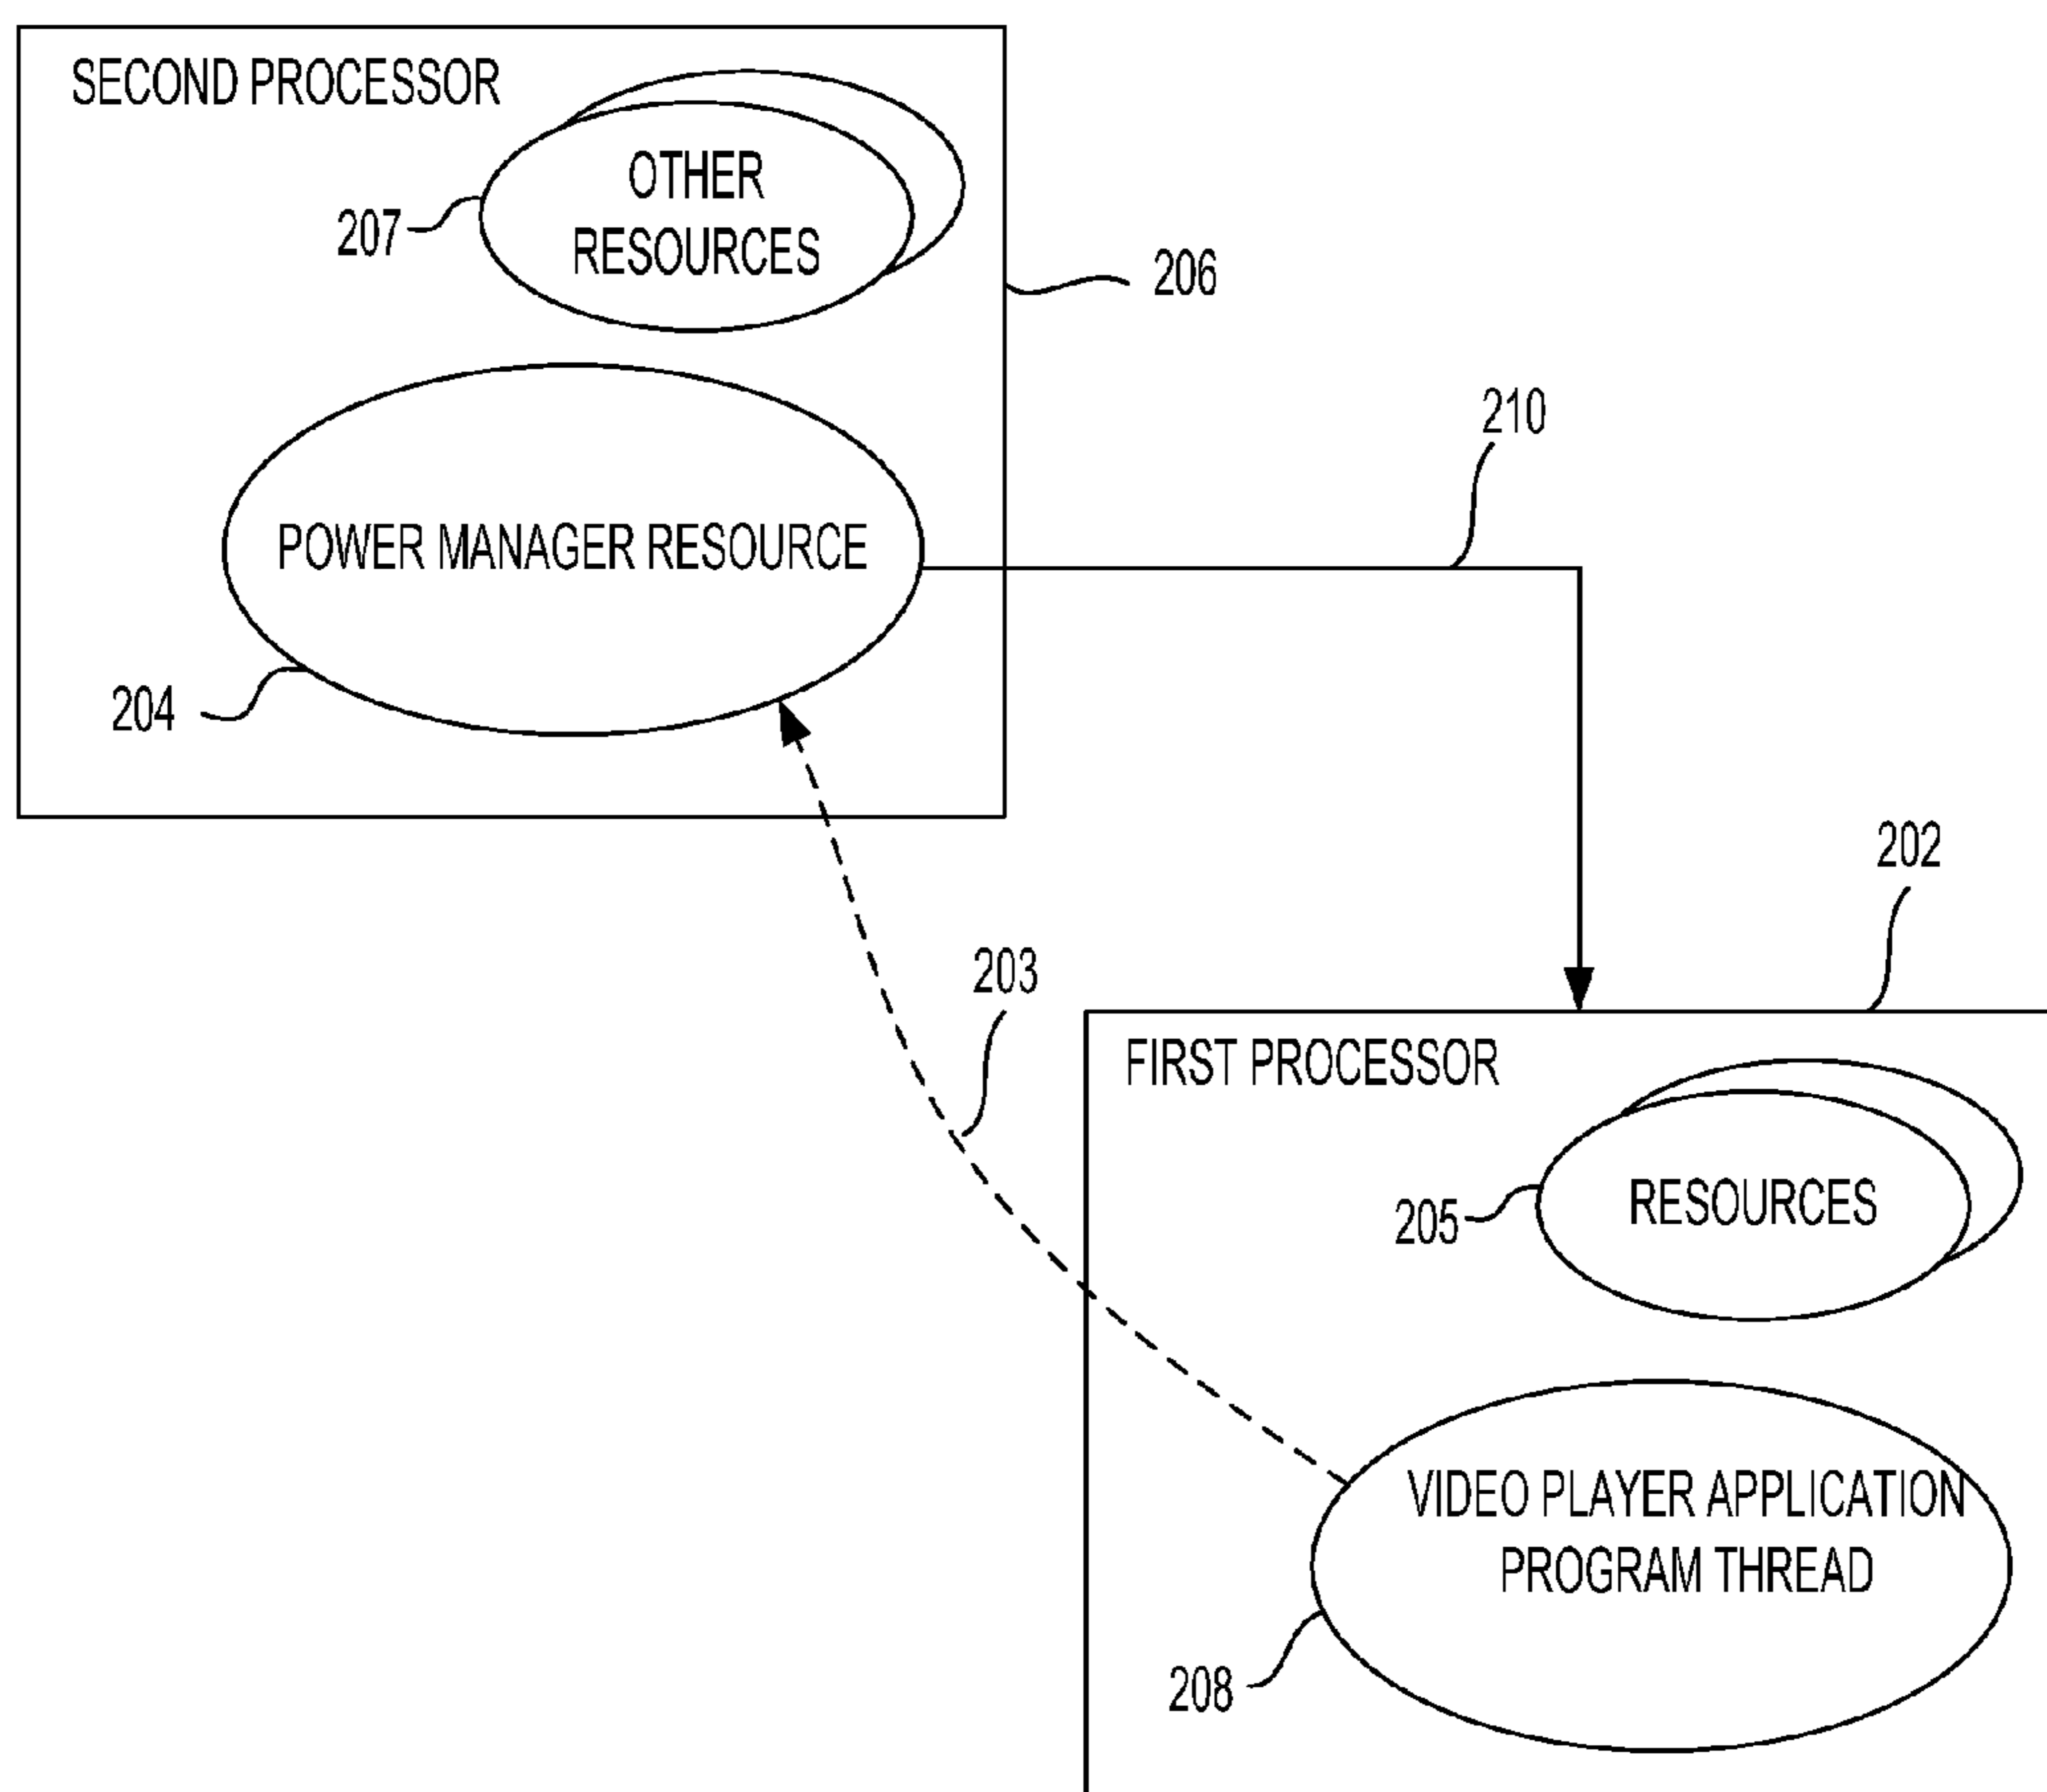 SECOND PROCESSOR
OTHER
RESOURCES
207
206
POWER MANAGER RESOURCE
210
204
202
203
FIRST PROCESSOR
RESOURCES
205
VIDEO PLAYER APPLICATION
PROGRAM THREAD
208